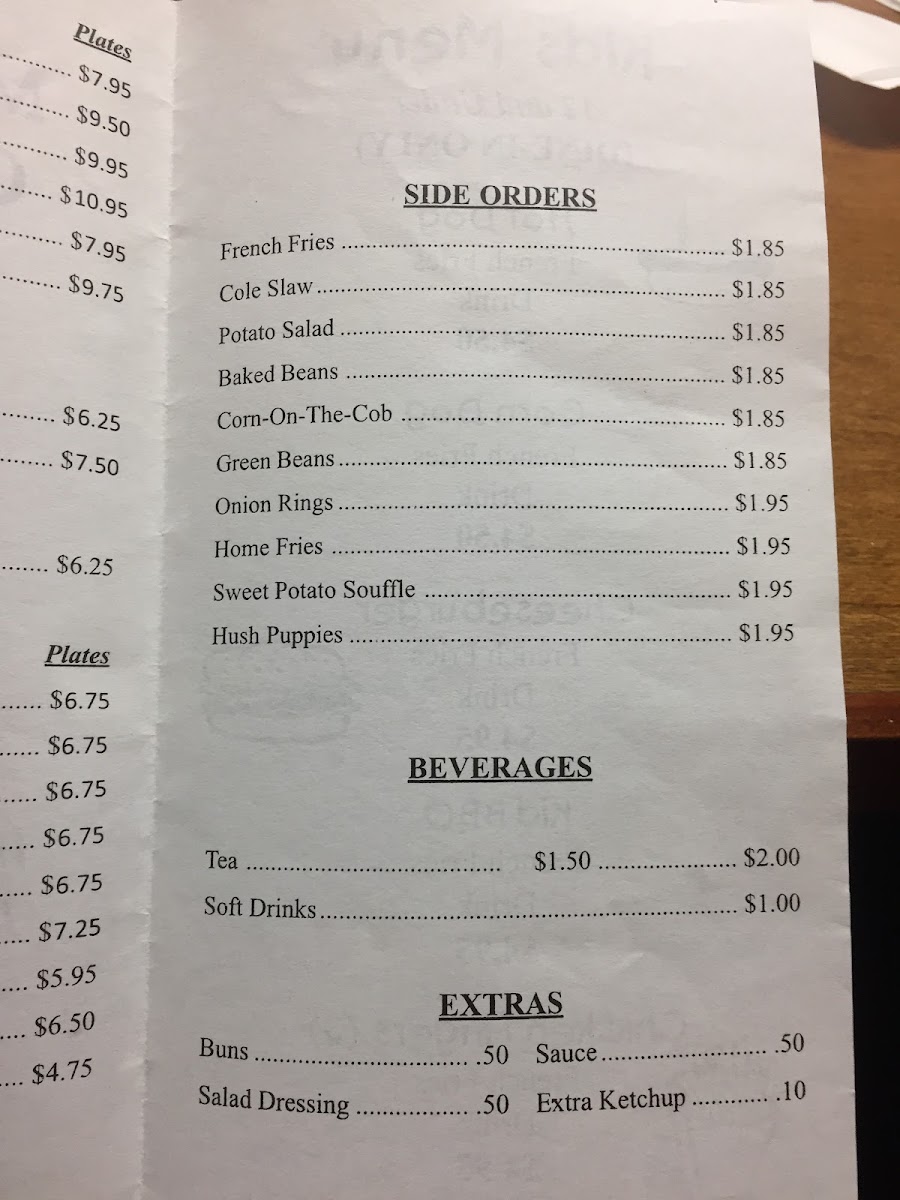 Plates
$7.95
$9.50
$9.95
$10.95
$7.95
$9.75
$6.25
$7.50
$6.25
Plates
$6.75
$6.75
$6.75
$6.75
$6.75
$7.25
$5.95
$6.50
$4.75
SIDE ORDERS
French Fries $1.85
Cole Slaw $1.85
Potato Salad $1.85
Baked Beans $1.85
Corn-On-The-Cob $1.85
Green Beans $1.85
Onion Rings $1.95
Home Fries $1.95
Sweet Potato Souffle $1.95
Hush Puppies $1.95
BEVERAGES
Tea $1.50 $2.00
Soft Drinks $1.00
EXTRAS
Buns .50 Sauce .50
Salad Dressing .50 Extra Ketchup .10